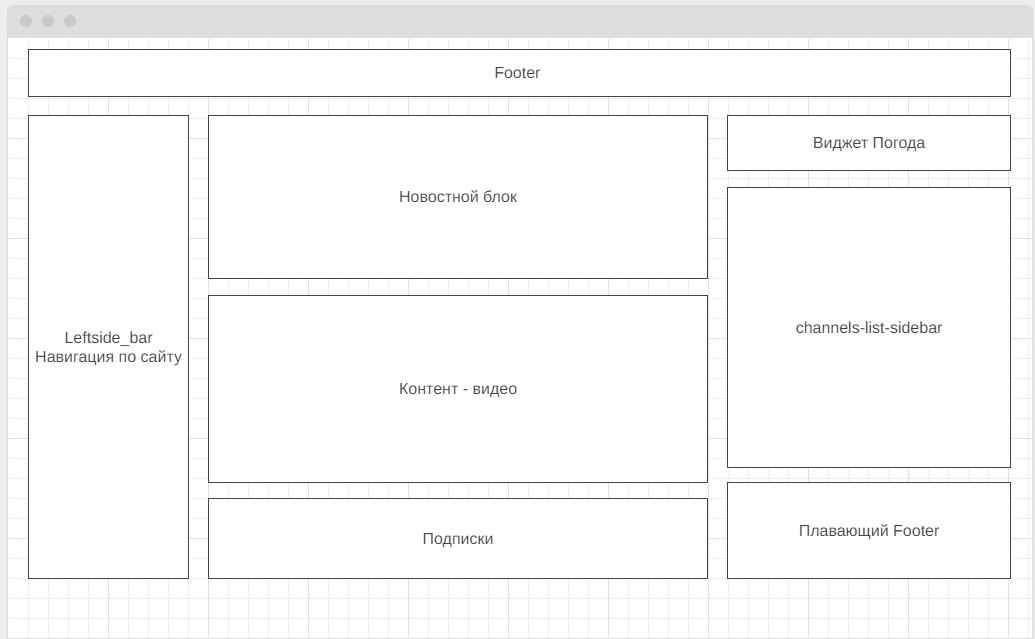 Footer
Leftside_bar
Навигация по сайту
Новостной блок
Контент - видео
Подписки
Виджет Погода
channels-list-sidebar
Плавающий Footer